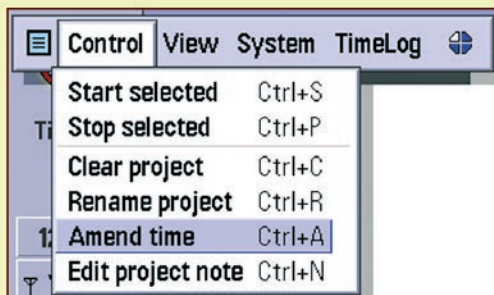 Control View System TimeLog
Start selected Ctrl+S
Stop selected Ctrl+P
Clear project Ctrl+C
Rename project Ctrl+R
Amend time Ctrl+A
Edit project note Ctrl+N